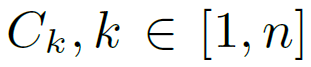 C_k, k ∈ [1, n]